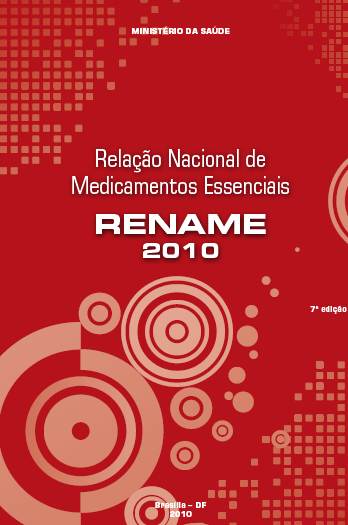 MINISTÉRIO DA SAÚDE
Relação Nacional de
Medicamentos Essenciais
RENAME
2010
7ª edição
Brasília – DF
2010